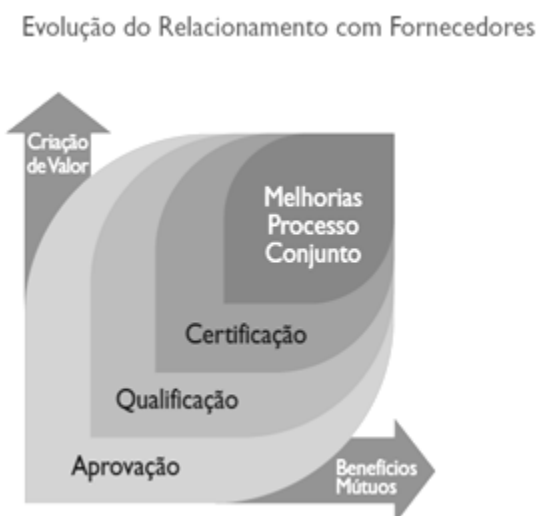 Evolução do Relacionamento com Fornecedores
Criação
de Valor
Melhorias
Processo
Conjunto
Certificação
Qualificação
Aprovação
Benefícios
Mútuos